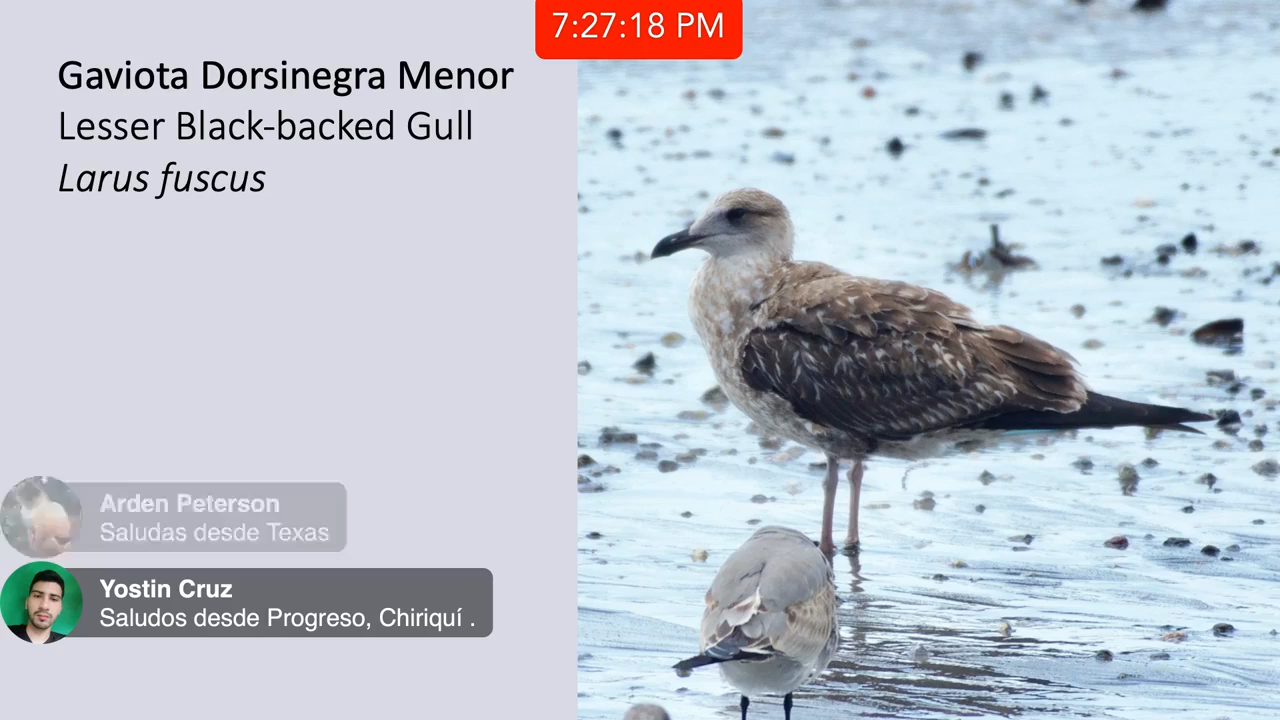 7:27:18 PM
Gaviota Dorsinegra Menor
Lesser Black-backed Gull
Larus fuscus
Arden Peterson
Saludas desde Texas
Yostin Cruz
Saludos desde Progreso, Chiriquí .